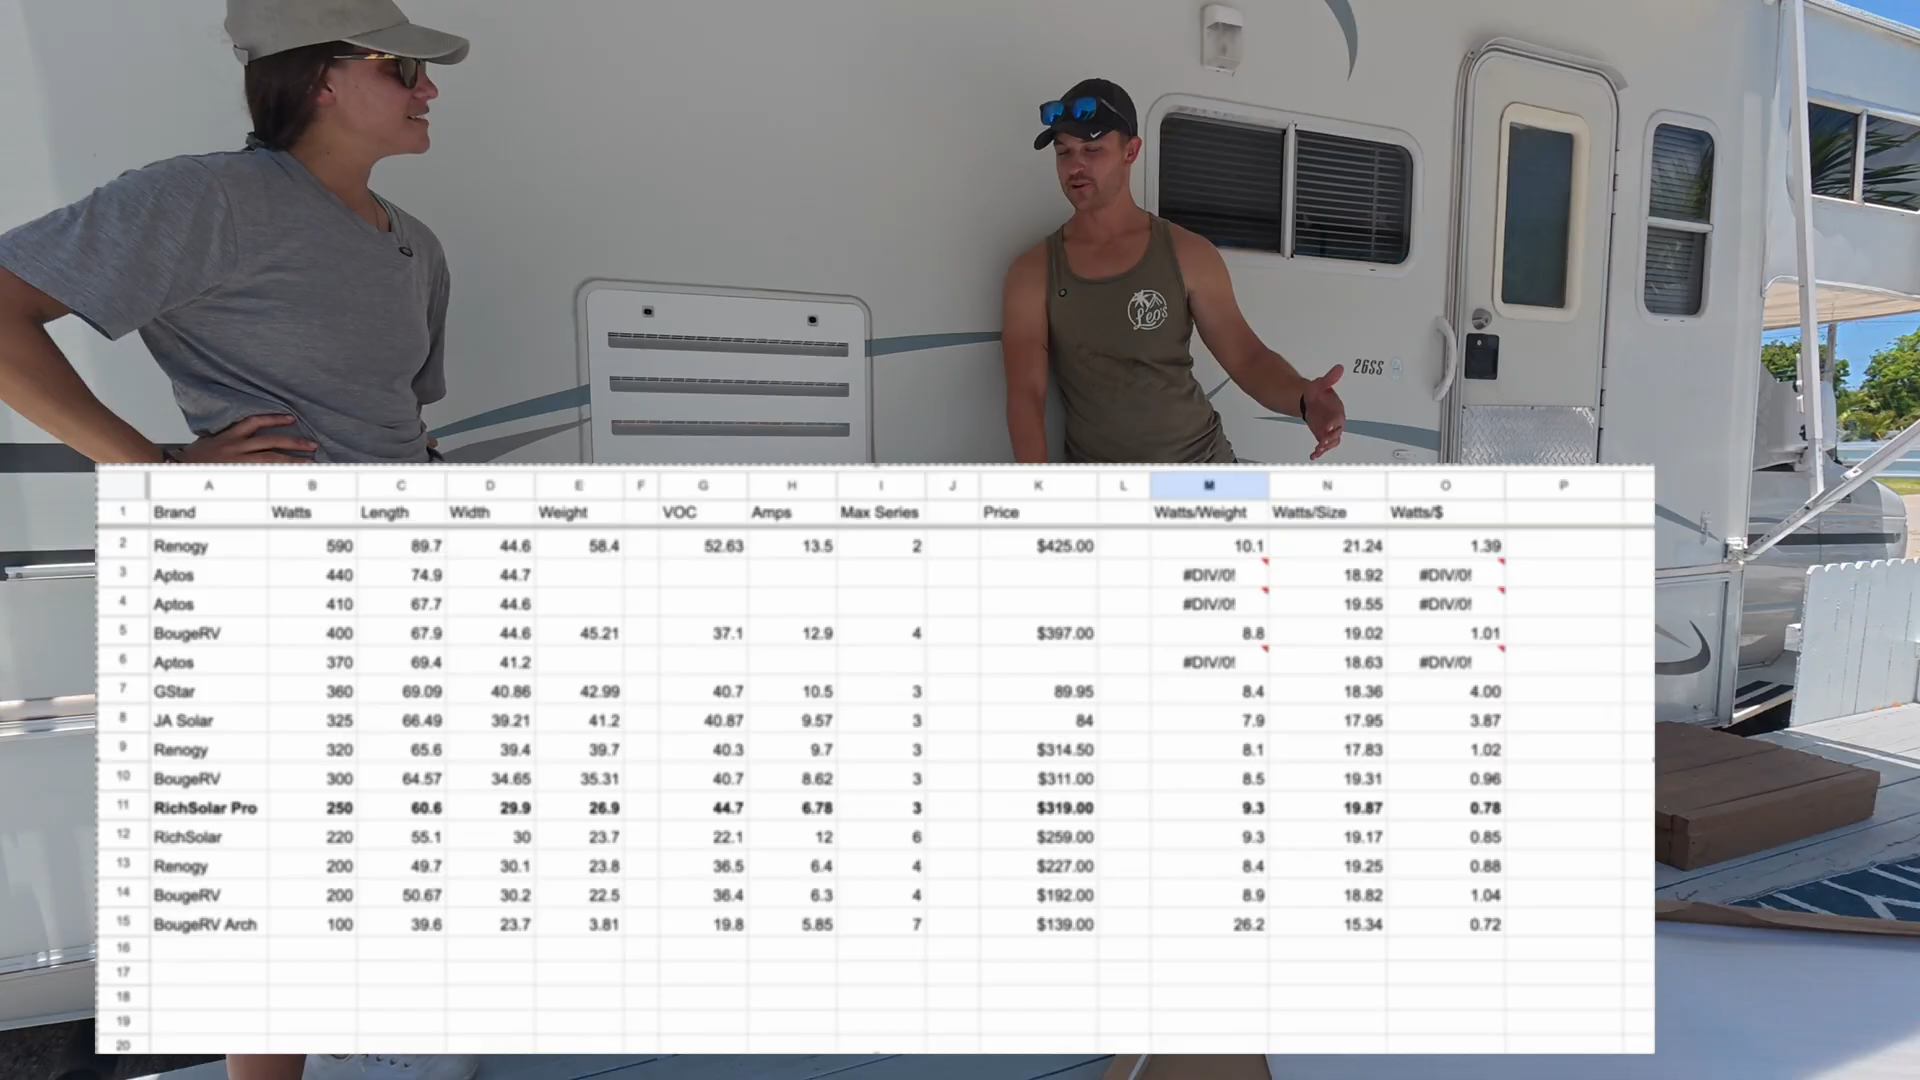 Leo's
26SS
A B C D E F G H I J K L M N O P
1 Brand Watts Length Width Weight VOC Amps Max Series Price Watts/Weight Watts/Size Watts/$
2 Renogy 590 89.7 44.6 58.4 52.63 13.5 2 $425.00 10.1 21.24 1.39
3 Aptos 440 74.9 44.7 #DIV/0! 18.92 #DIV/0!
4 Aptos 410 67.7 44.6 #DIV/0! 19.55 #DIV/0!
5 BougeRV 400 67.9 44.6 45.21 37.1 12.9 4 $397.00 8.8 19.02 1.01
6 Aptos 370 69.4 41.2 #DIV/0! 18.63 #DIV/0!
7 GStar 360 69.09 40.86 42.99 40.7 10.5 3 89.95 8.4 18.36 4.00
8 JA Solar 325 66.49 39.21 41.2 40.87 9.57 3 84 7.9 17.95 3.87
9 Renogy 320 65.6 39.4 39.7 40.3 9.7 3 $314.50 8.1 17.83 1.02
10 BougeRV 300 64.57 34.65 35.31 40.7 8.62 3 $311.00 8.5 19.31 0.96
11 RichSolar Pro 250 60.6 29.9 26.9 44.7 6.78 3 $319.00 9.3 19.87 0.78
12 RichSolar 220 55.1 30 23.7 22.1 12 6 $259.00 9.3 19.17 0.85
13 Renogy 200 49.7 30.1 23.8 36.5 6.4 4 $227.00 8.4 19.25 0.88
14 BougeRV 200 50.67 30.2 22.5 36.4 6.3 4 $192.00 8.9 18.82 1.04
15 BougeRV Arch 100 39.6 23.7 3.81 19.8 5.85 7 $139.00 26.2 15.34 0.72
16
17
18
19
20